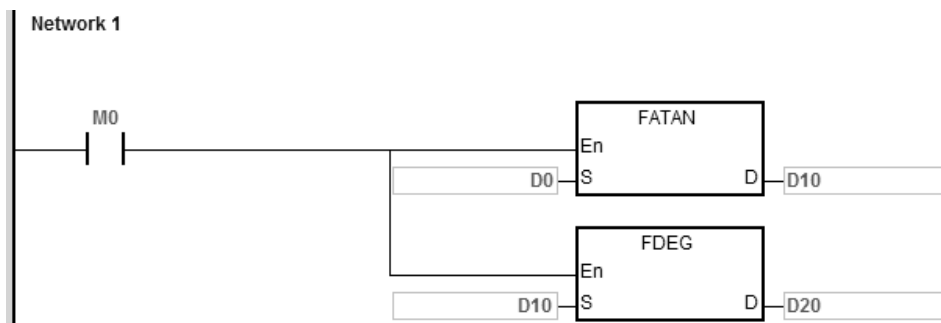 Network 1
M0
FATAN
En
D0 S D D10
FDEG
En
D10 S D D20